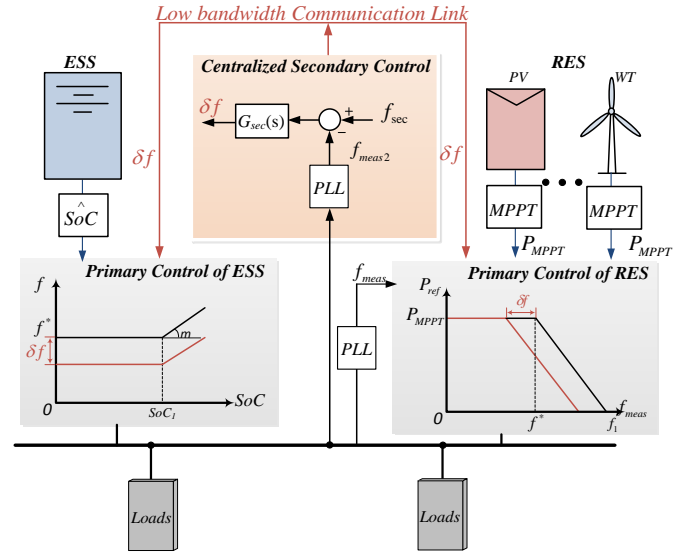 Low bandwidth Communication Link
δf
ESS
Centralized Secondary Control
RES
PV
WT
δf
G_sec(s)
+
−
f_sec
f_meas2
δf
δf
PLL
^
SoC
MPPT
MPPT
P_MPPT
P_MPPT
Primary Control of ESS
f
f*
δf
m
0
SoC_1
SoC
f_meas
PLL
Primary Control of RES
P_ref
δf
P_MPPT
0
f*
f_1
f_meas
Loads
Loads